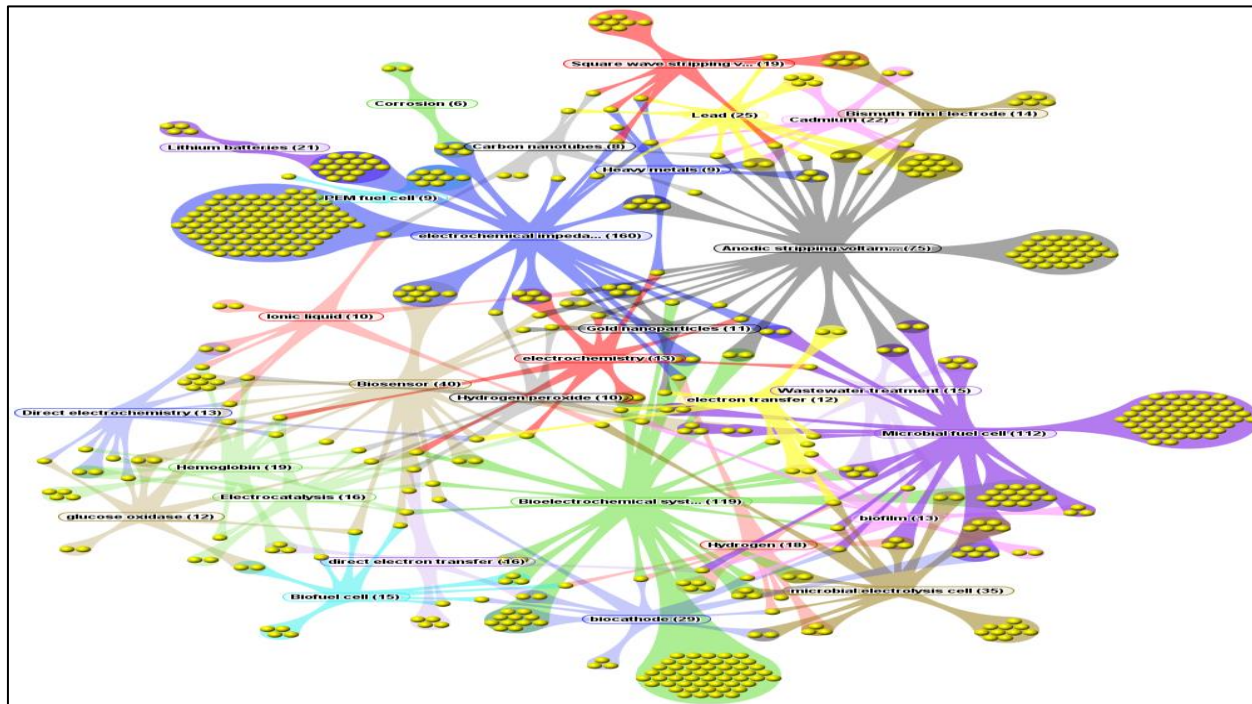 Square wave stripping v... (19)
Corrosion (6)
Lead (25)
Bismuth film Electrode (14)
Cadmium (22)
Lithium batteries (21)
Carbon nanotubes (8)
Heavy metals (9)
PEM fuel cell (9)
electrochemical impeda... (160)
Anodic stripping voltam... (75)
Ionic liquid (10)
Gold nanoparticles (11)
electrochemistry (13)
Biosensor (40)
Wastewater treatment (15)
Hydrogen peroxide (10)
electron transfer (12)
Direct electrochemistry (13)
Microbial fuel cell (112)
Hemoglobin (19)
Electrocatalysis (16)
Bioelectrochemical syst... (119)
glucose oxidase (12)
biofilm (13)
Hydrogen (18)
direct electron transfer (16)
Biofuel cell (15)
microbial electrolysis cell (35)
biocathode (29)